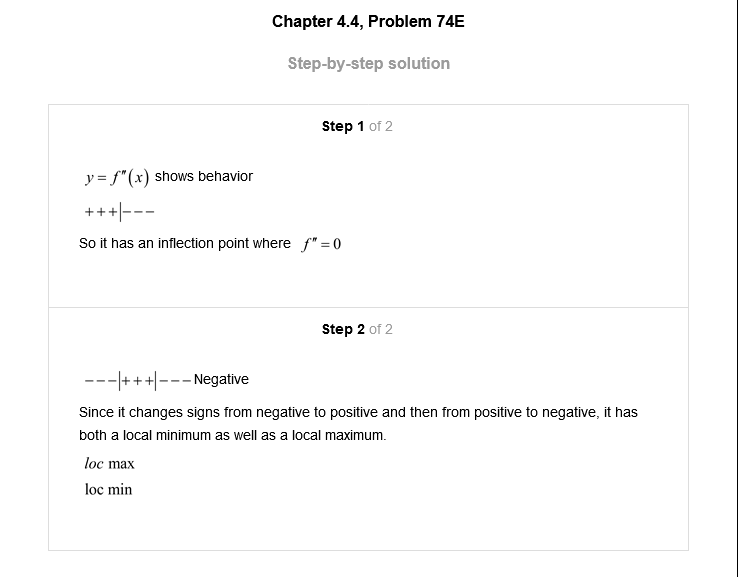 Chapter 4.4, Problem 74E
Step-by-step solution
Step 1 of 2
y = f″(x) shows behavior
+++|---
So it has an inflection point where f″ = 0
Step 2 of 2
---|+++|--- Negative
Since it changes signs from negative to positive and then from positive to negative, it has
both a local minimum as well as a local maximum.
loc max
loc min